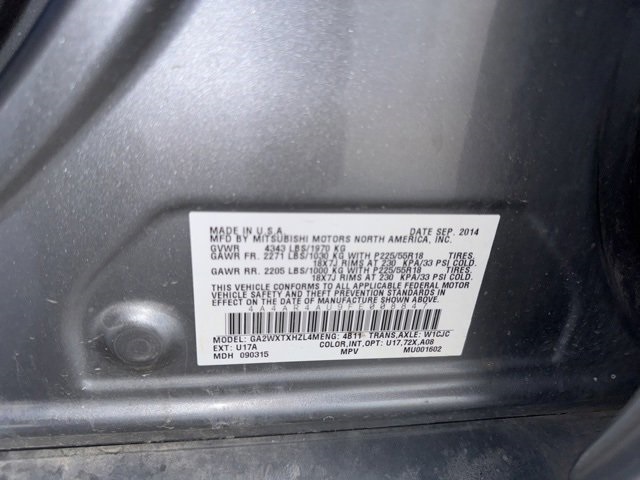 MADE IN U.S.A. DATE SEP. 2014
MFD BY MITSUBISHI MOTORS NORTH AMERICA, INC.
GVWR 4343 LBS/1970 KG
GAWR FR. 2271 LBS/1030 KG WITH P225/55R18 TIRES,
18X7J RIMS AT 230 KPA/33 PSI COLD.
GAWR RR. 2205 LBS/1000 KG WITH P225/55R18 TIRES,
18X7J RIMS AT 230 KPA/33 PSI COLD.
THIS VEHICLE CONFORMS TO ALL APPLICABLE FEDERAL MOTOR
VEHICLE SAFETY AND THEFT PREVENTION STANDARDS IN
EFFECT ON THE DATE OF MANUFACTURE SHOWN ABOVE.
MODEL: GA2WXTXHZL4M ENG: 4B11 TRANS,AXLE: W1CJC
EXT: U17A COLOR,INT,OPT: U17,72X,A08
MDH 090315 MPV MU001602